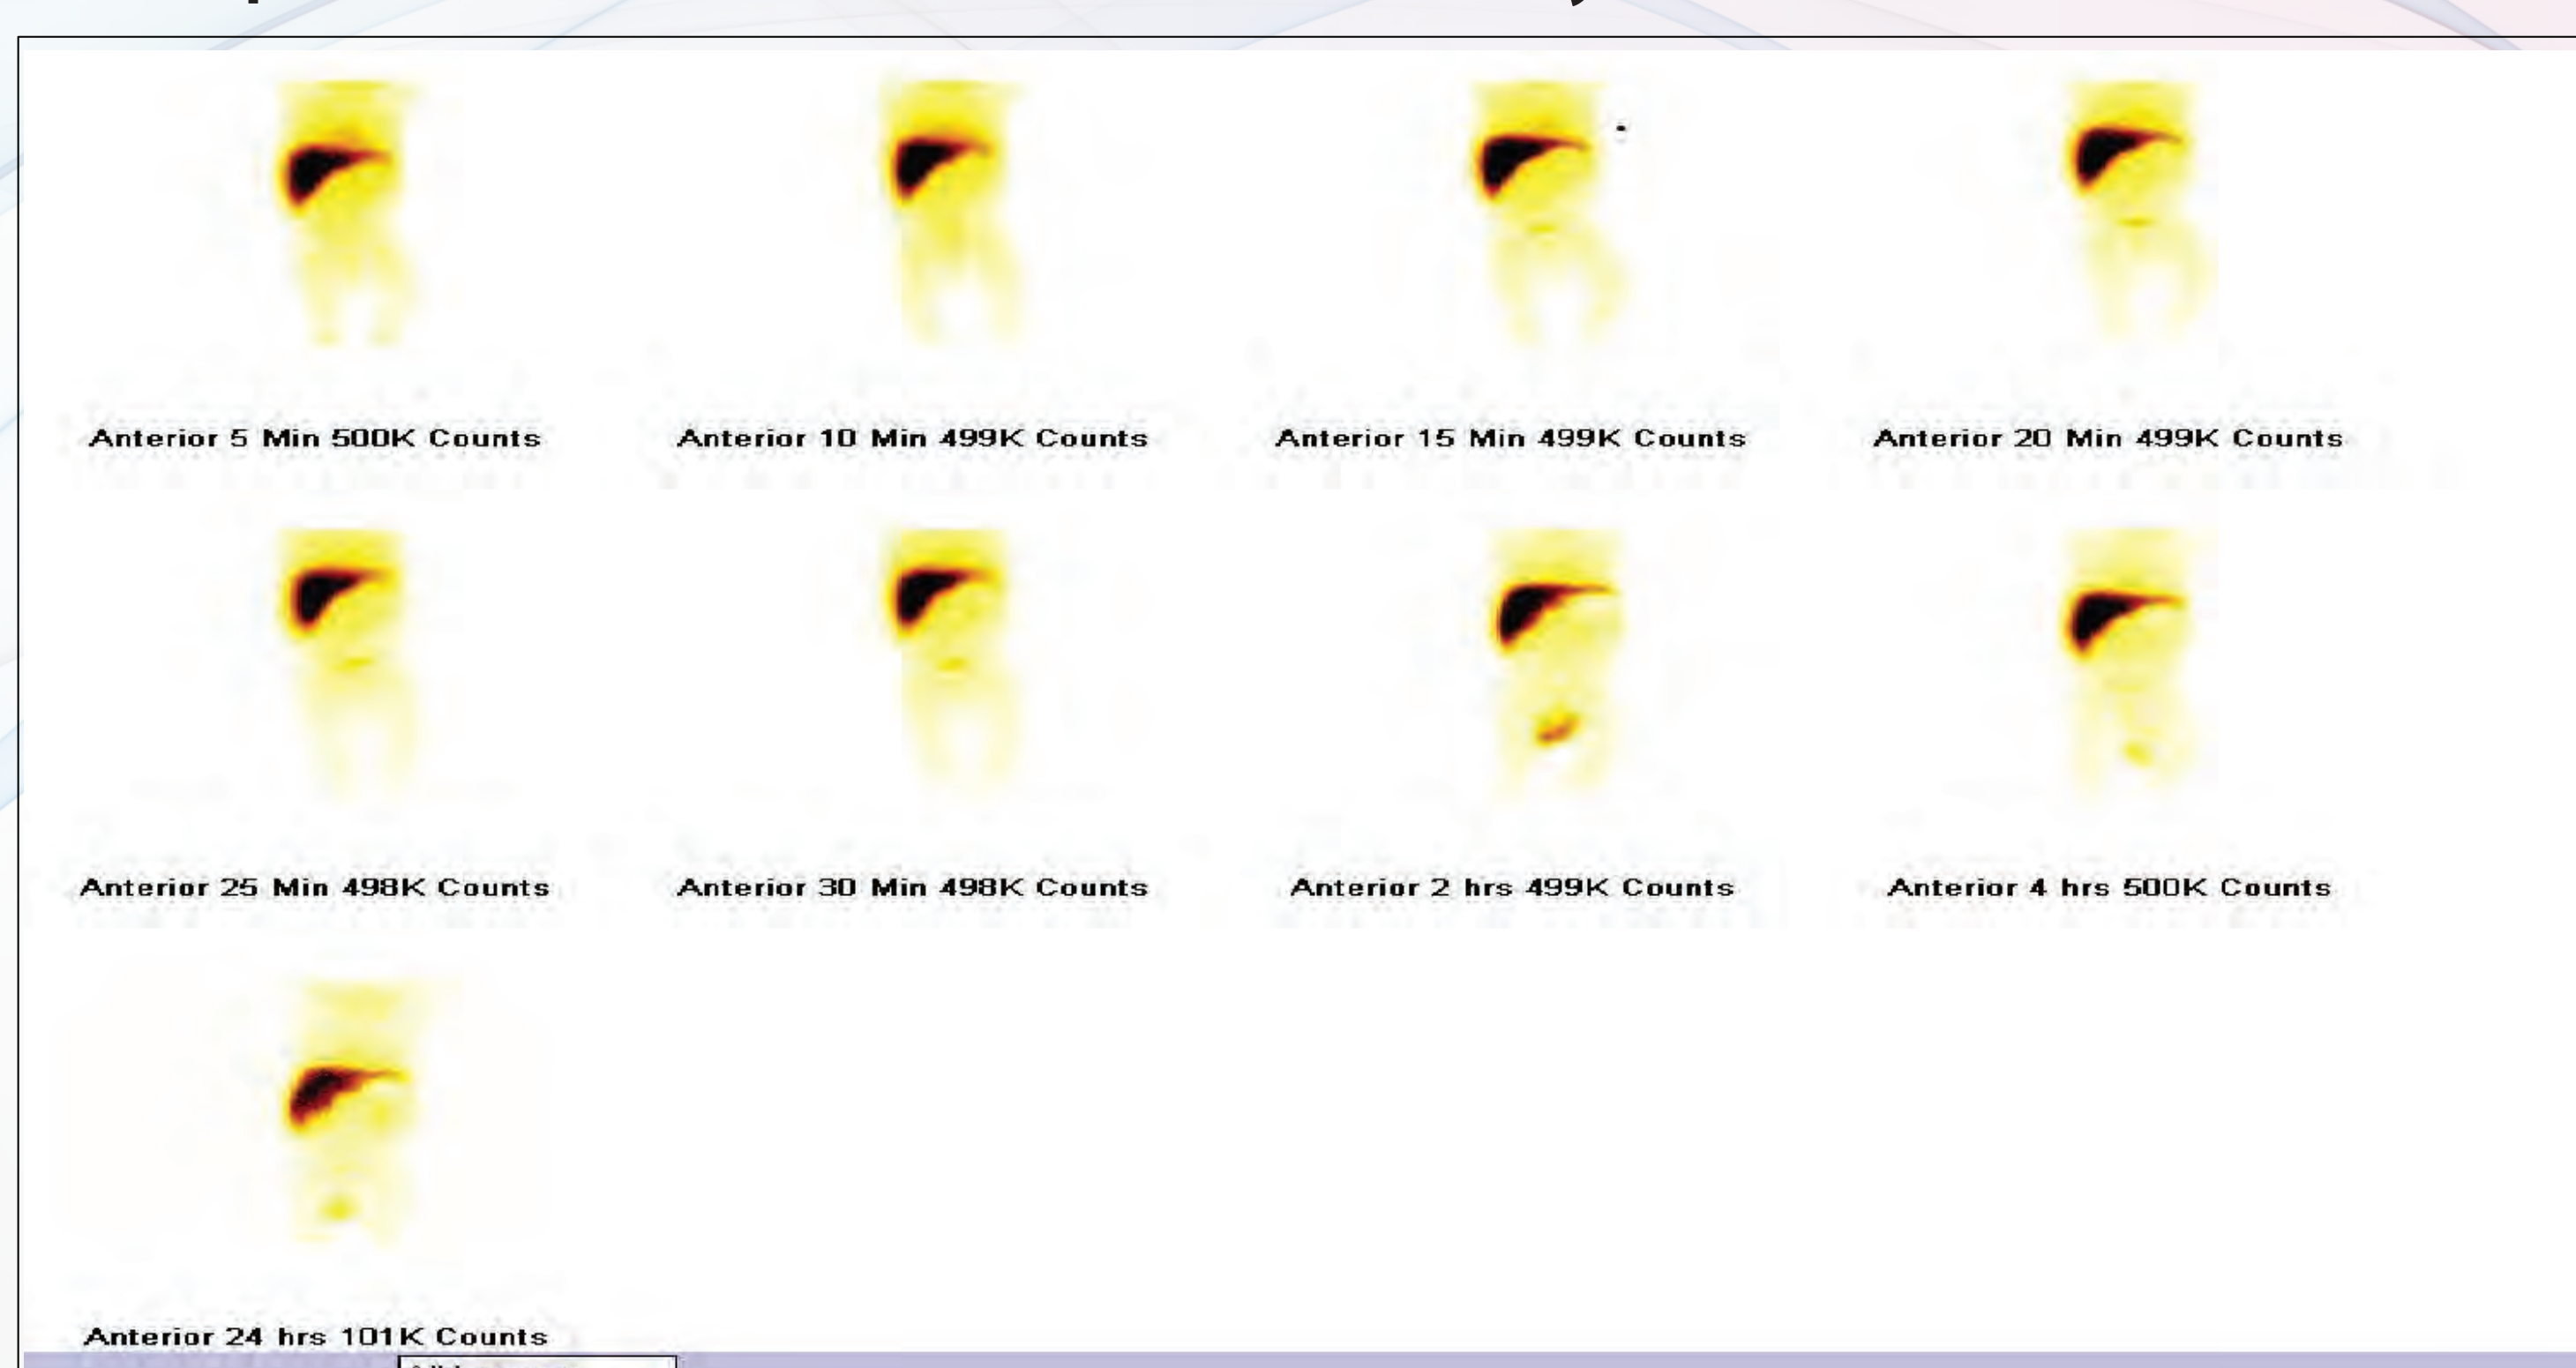 Anterior 5 Min 500K Counts
Anterior 10 Min 499K Counts
Anterior 15 Min 499K Counts
Anterior 20 Min 499K Counts
Anterior 25 Min 498K Counts
Anterior 30 Min 498K Counts
Anterior 2 hrs 499K Counts
Anterior 4 hrs 500K Counts
Anterior 24 hrs 101K Counts